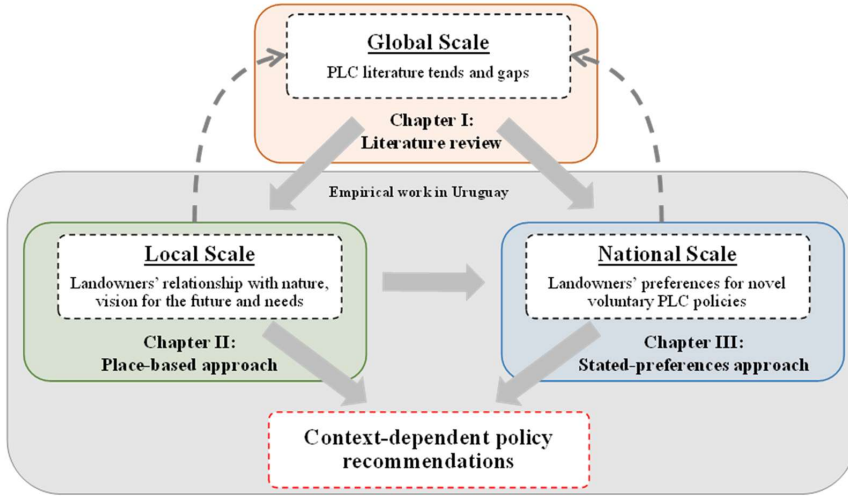 Global Scale
PLC literature tends and gaps
Chapter I:
Literature review
Empirical work in Uruguay
Local Scale
Landowners' relationship with nature,
vision for the future and needs
Chapter II:
Place-based approach
National Scale
Landowners' preferences for novel
voluntary PLC policies
Chapter III:
Stated-preferences approach
Context-dependent policy
recommendations